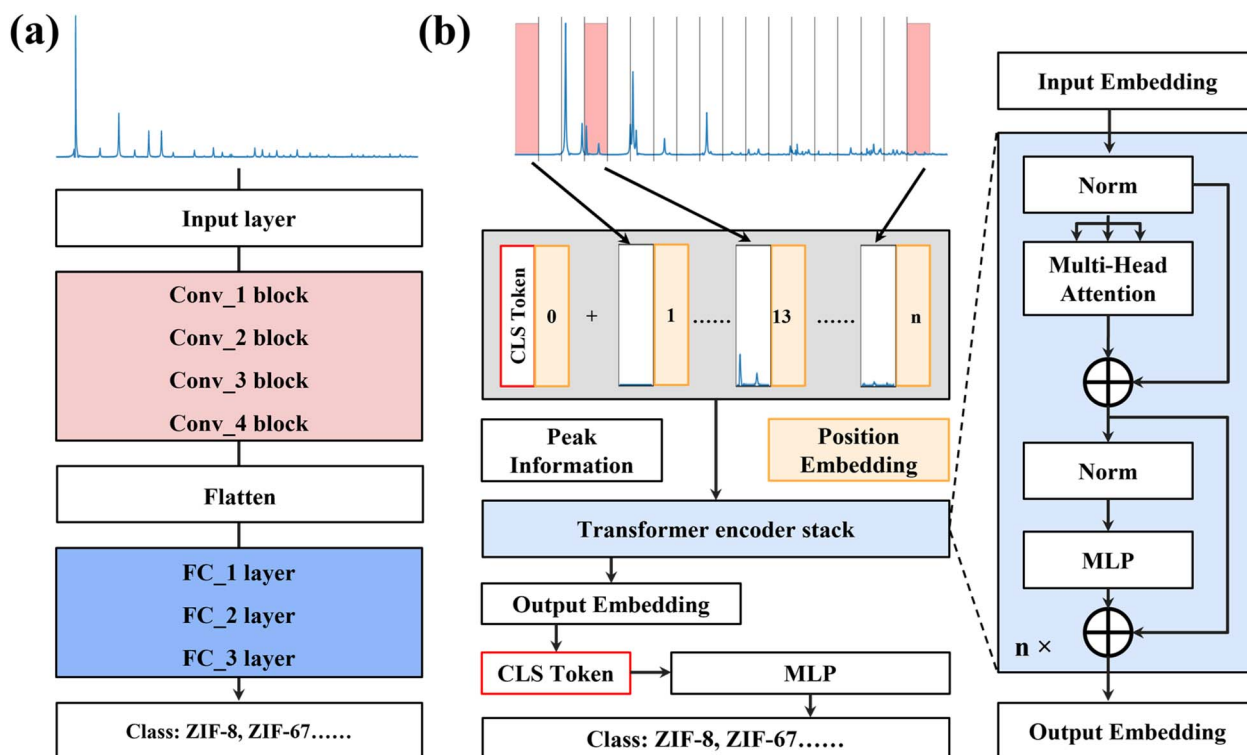 (a)
Input layer
Conv_1 block
Conv_2 block
Conv_3 block
Conv_4 block
Flatten
FC_1 layer
FC_2 layer
FC_3 layer
Class: ZIF-8, ZIF-67......
(b)
CLS Token
0
+
1
......
13
......
n
Peak
Information
Position
Embedding
Transformer encoder stack
Output Embedding
CLS Token
MLP
Class: ZIF-8, ZIF-67......
Input Embedding
Norm
Multi-Head
Attention
Norm
MLP
n ×
Output Embedding